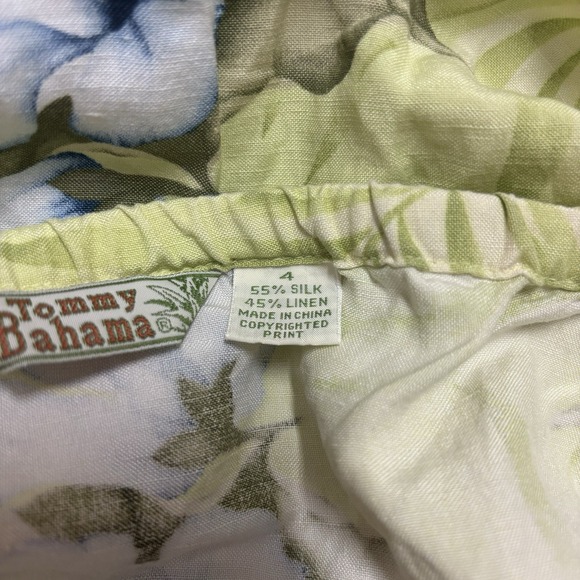 Tommy
Bahama®
4
55% SILK
45% LINEN
MADE IN CHINA
COPYRIGHTED
PRINT